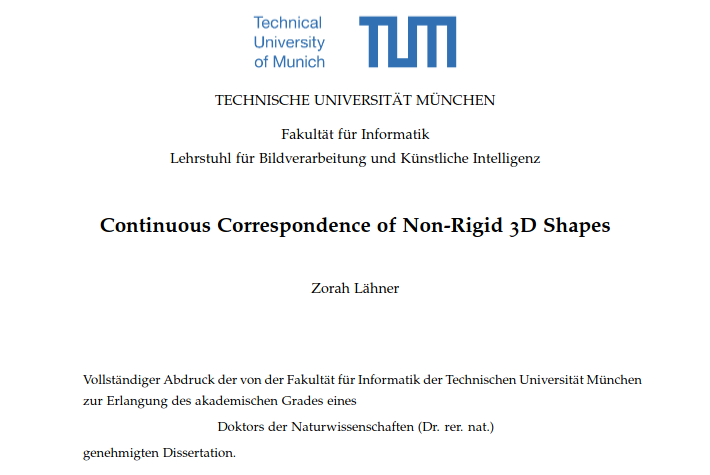 Technical
University
of Munich
TUM
TECHNISCHE UNIVERSITÄT MÜNCHEN
Fakultät für Informatik
Lehrstuhl für Bildverarbeitung und Künstliche Intelligenz
Continuous Correspondence of Non-Rigid 3D Shapes
Zorah Lähner
Vollständiger Abdruck der von der Fakultät für Informatik der Technischen Universität München
zur Erlangung des akademischen Grades eines
Doktors der Naturwissenschaften (Dr. rer. nat.)
genehmigten Dissertation.